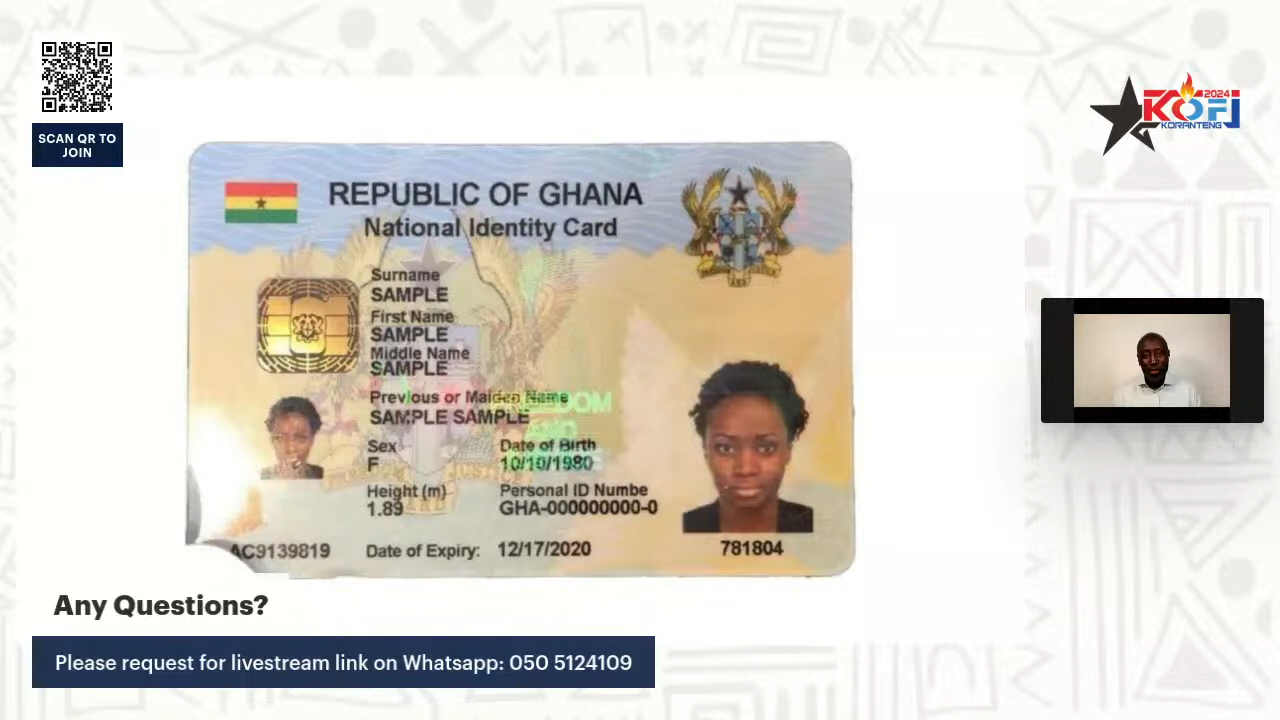 SCAN QR TO
JOIN
2024
KOFI
KORANTENG
REPUBLIC OF GHANA
National Identity Card
Surname
SAMPLE
First Name
SAMPLE
Middle Name
SAMPLE
Previous or Maiden Name
SAMPLE SAMPLE
FREEDOM
AND
Sex
F
Date of Birth
10/10/1980
Height (m)
1.89
Personal ID Numbe
GHA-000000000-0
AC9139819
Date of Expiry: 12/17/2020
781804
Any Questions?
Please request for livestream link on Whatsapp: 050 5124109